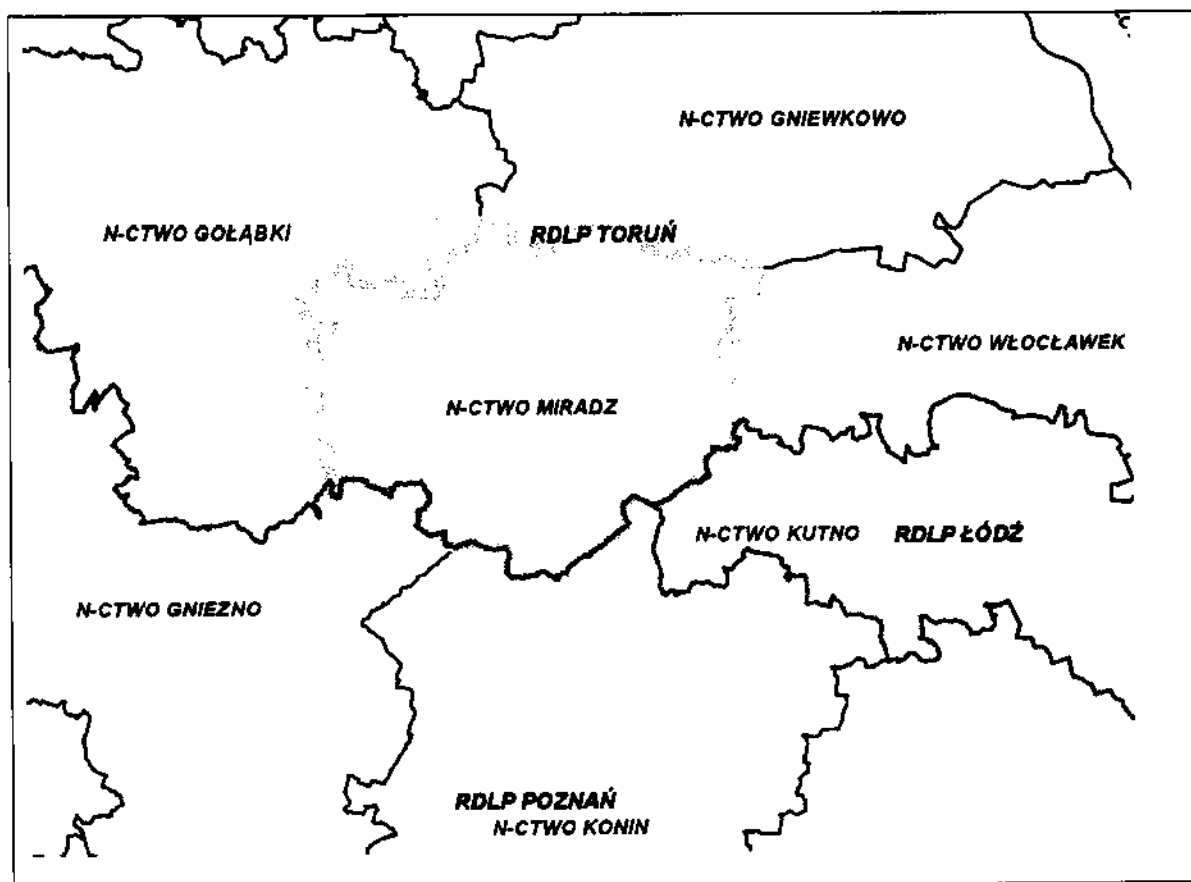 N-CTWO GNIEWKOWO
N-CTWO GOŁĄBKI
RDLP TORUŃ
N-CTWO WŁOCŁAWEK
N-CTWO MIRADZ
N-CTWO KUTNO
RDLP ŁÓDŹ
N-CTWO GNIEZNO
RDLP POZNAŃ
N-CTWO KONIN